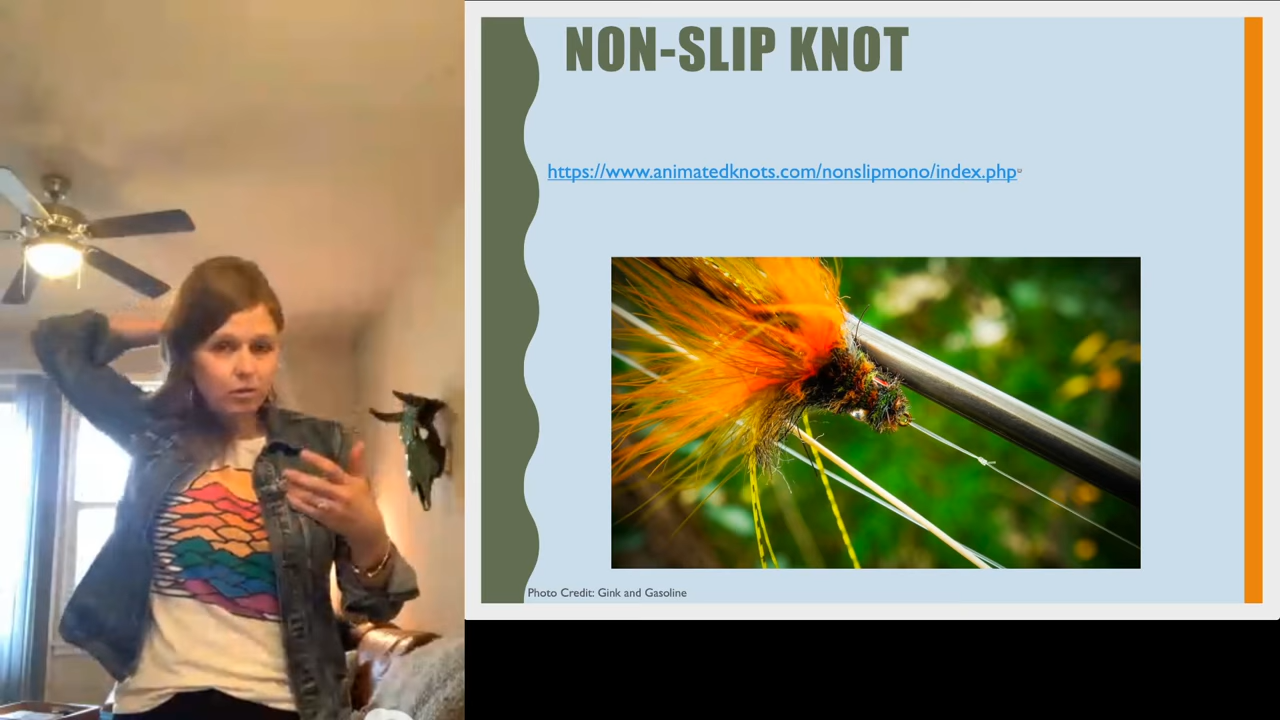 NON-SLIP KNOT
https://www.animatedknots.com/nonslipmono/index.php
Photo Credit: Gink and Gasoline